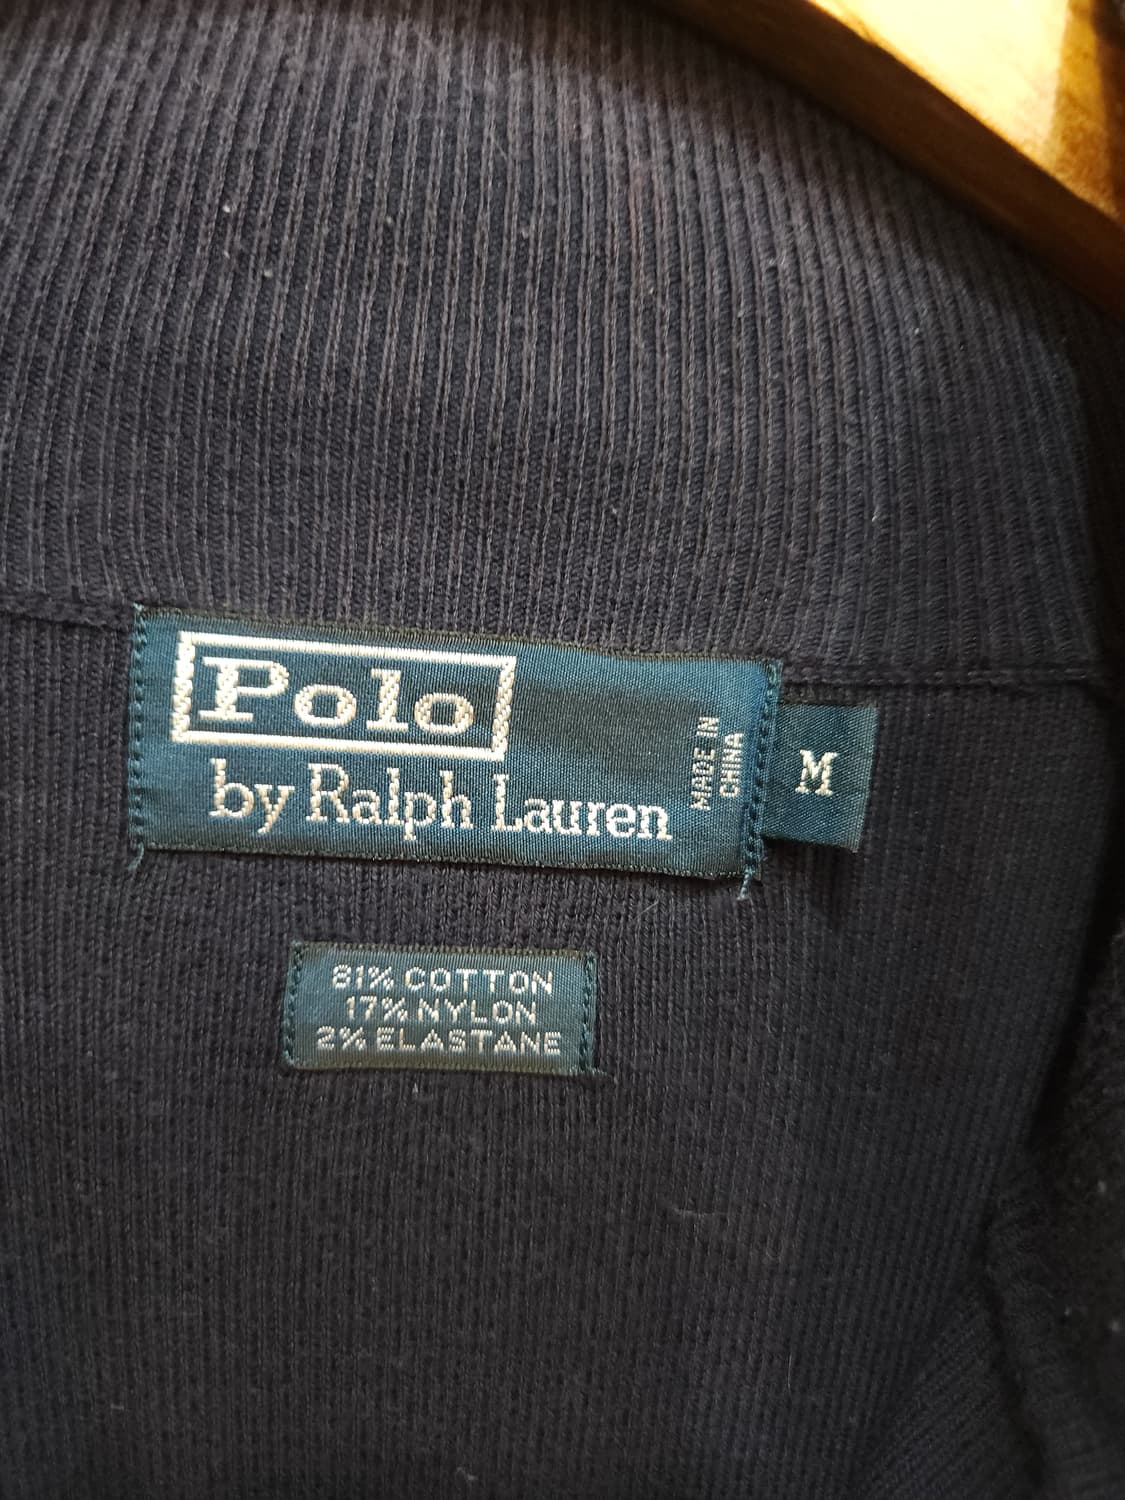 Polo
by Ralph Lauren
MADE IN
CHINA
M
81% COTTON
17% NYLON
2% ELASTANE